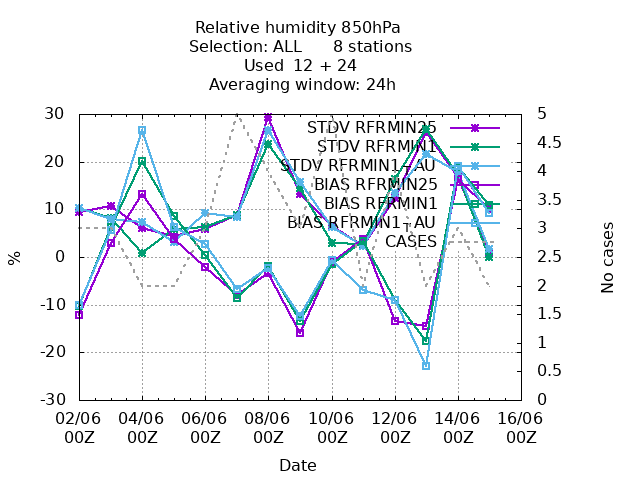 Relative humidity 850hPa
Selection: ALL 8 stations
Used 12 + 24
Averaging window: 24h
30 5
STDV RFRMIN25
4.5
STDV RFRMIN1
20 4
STDV RFRMIN1+AU
BIAS RFRMIN25
3.5
10
BIAS RFRMIN1
BIAS RFRMIN1+AU
3
CASES
0 2.5
% No cases
2
-10
1.5
-20 1
0.5
-30 0
02/06 04/06 06/06 08/06 10/06 12/06 14/06 16/06
00Z 00Z 00Z 00Z 00Z 00Z 00Z 00Z
Date